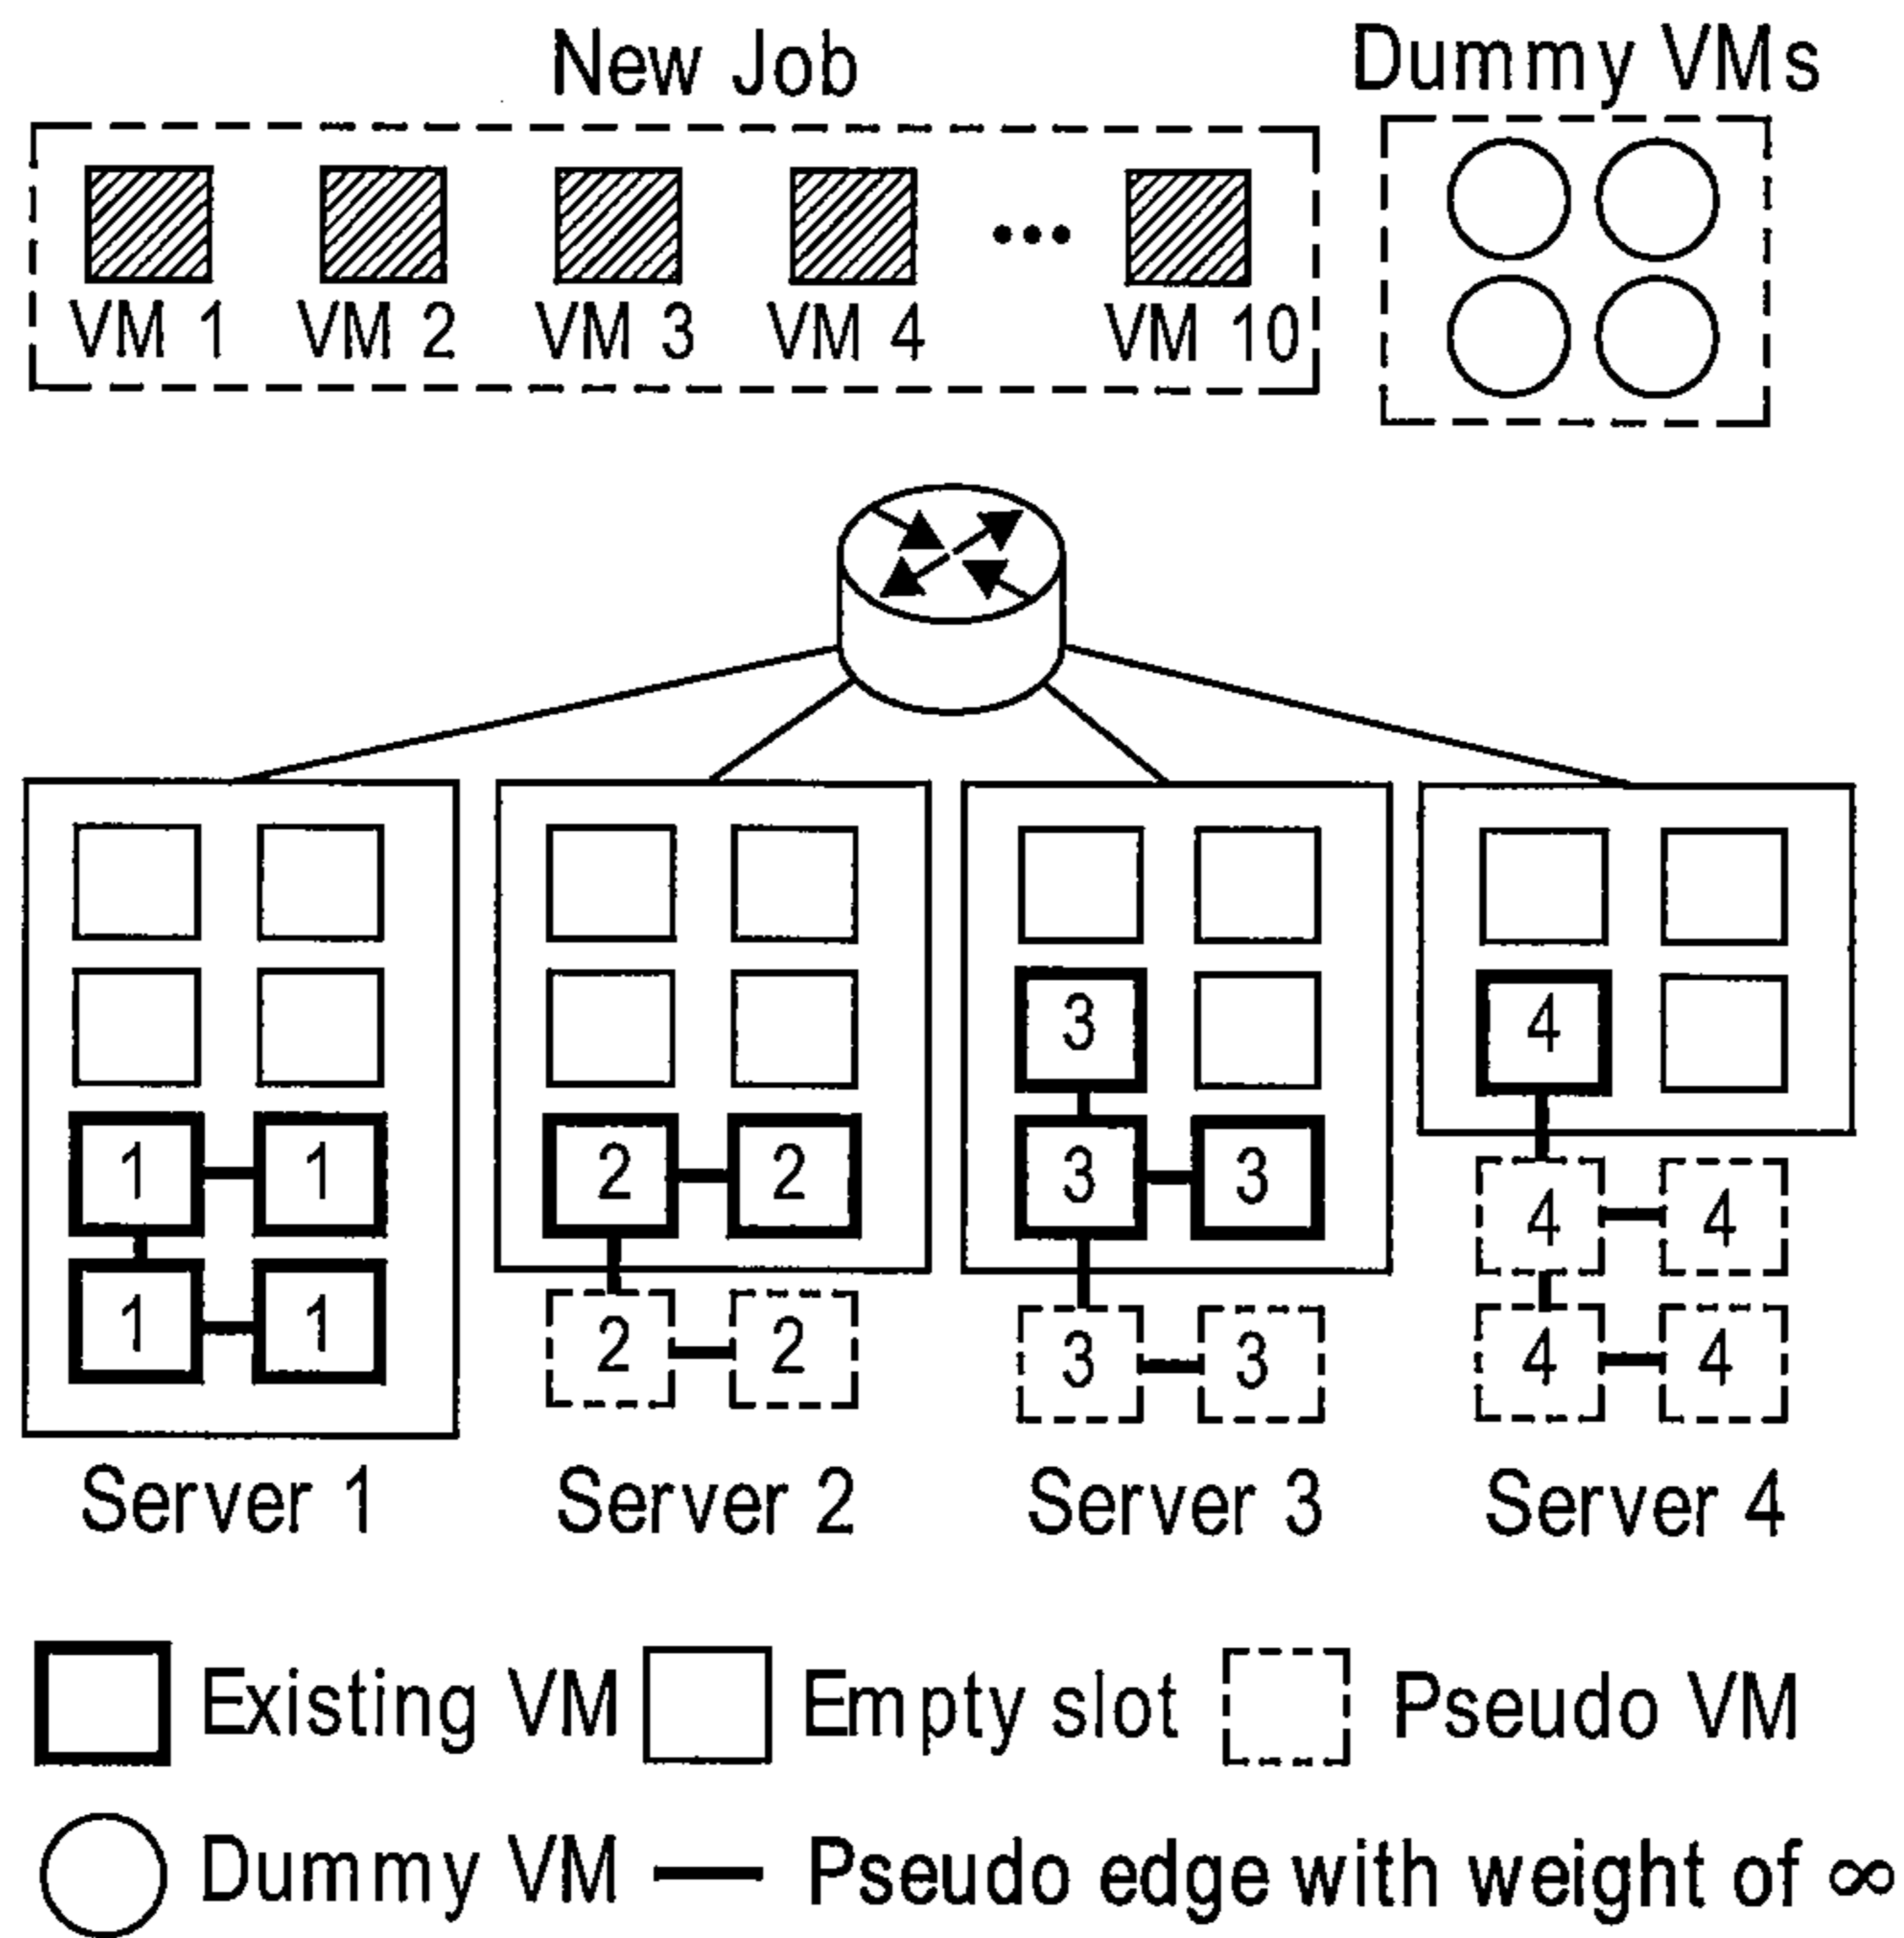 New Job
Dummy VMs
VM 1 VM 2 VM 3 VM 4 ••• VM 10
3 4
1 1 2 2 3 3 4 4
1 1 2 2 3 3 4 4
Server 1 Server 2 Server 3 Server 4
Existing VM Empty slot Pseudo VM
Dummy VM Pseudo edge with weight of ∞